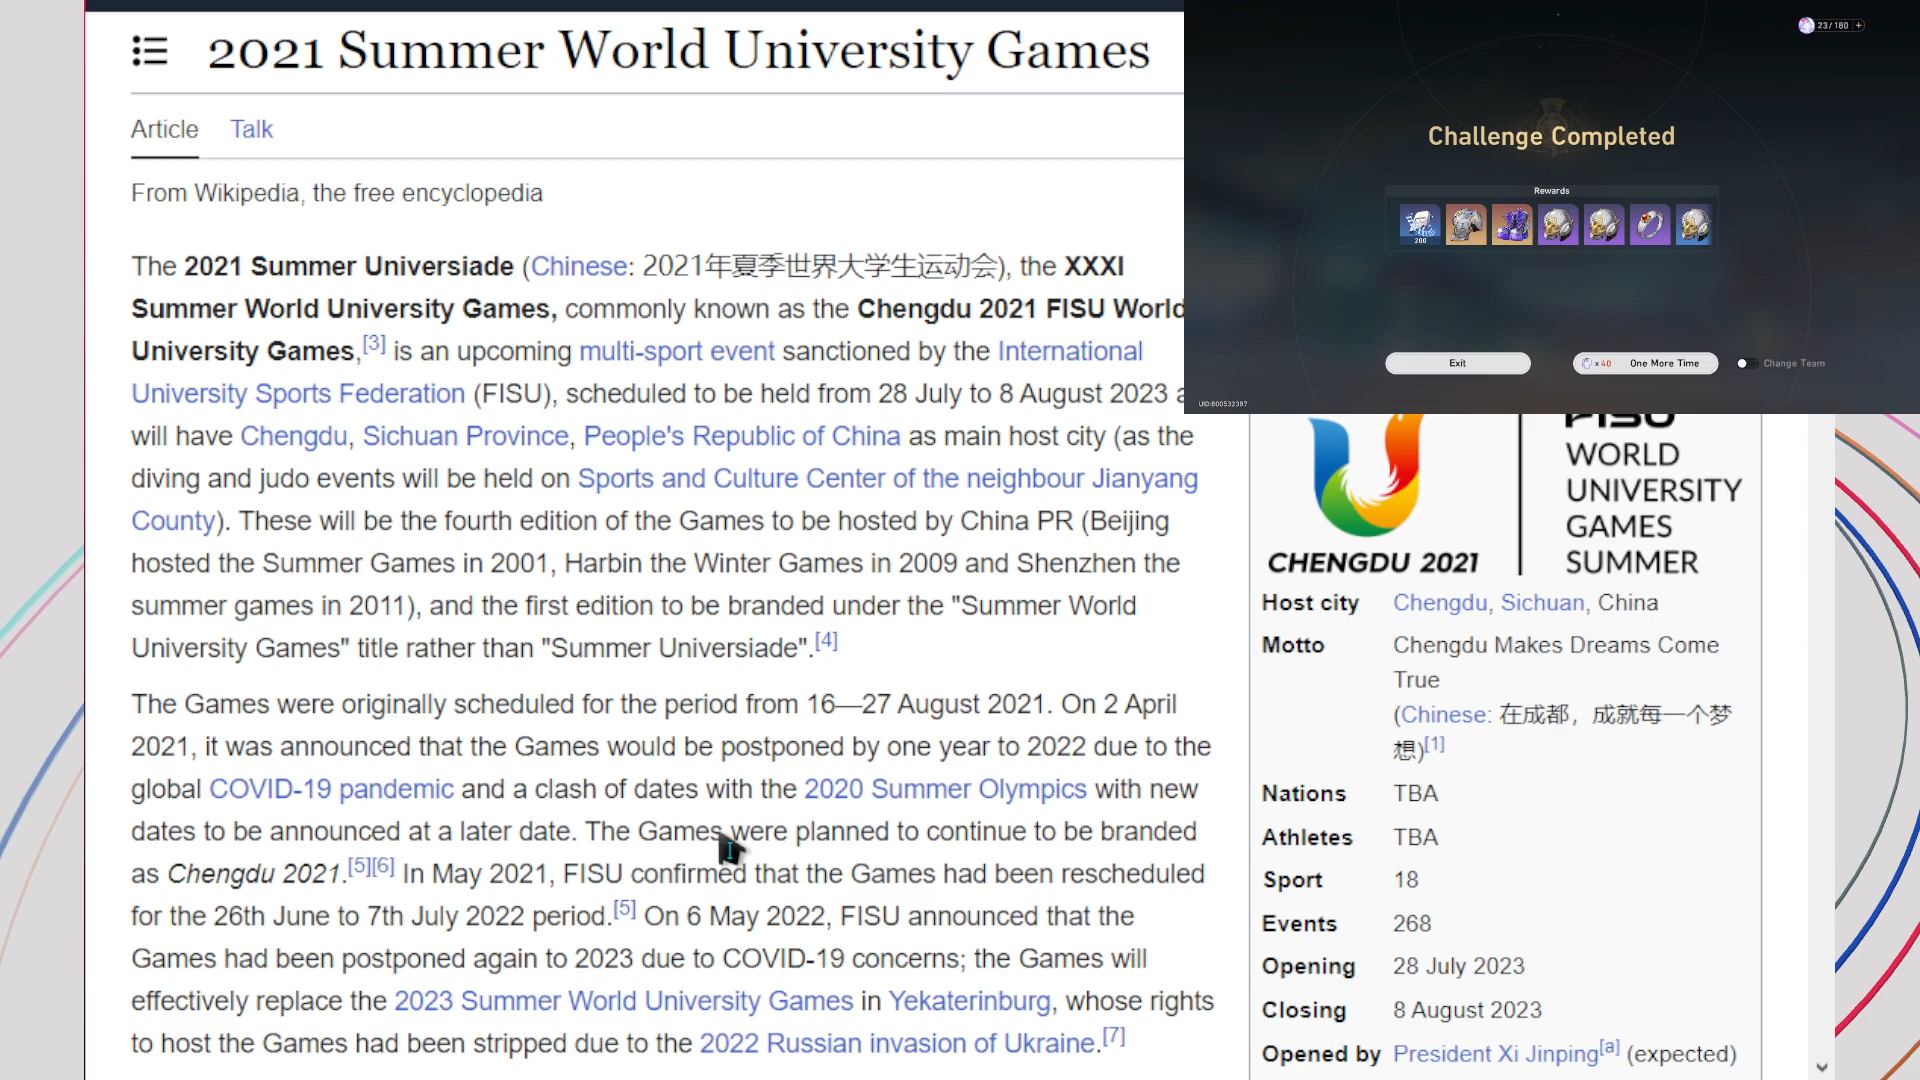 2021 Summer World University Games
Article Talk
From Wikipedia, the free encyclopedia
The 2021 Summer Universiade (Chinese: 2021年夏季世界大学生运动会), the XXXI
Summer World University Games, commonly known as the Chengdu 2021 FISU World
University Games,[3] is an upcoming multi-sport event sanctioned by the International
University Sports Federation (FISU), scheduled to be held from 28 July to 8 August 2023
will have Chengdu, Sichuan Province, People's Republic of China as main host city (as the
diving and judo events will be held on Sports and Culture Center of the neighbour Jianyang
County). These will be the fourth edition of the Games to be hosted by China PR (Beijing
hosted the Summer Games in 2001, Harbin the Winter Games in 2009 and Shenzhen the
summer games in 2011), and the first edition to be branded under the "Summer World
University Games" title rather than "Summer Universiade".[4]
The Games were originally scheduled for the period from 16—27 August 2021. On 2 April
2021, it was announced that the Games would be postponed by one year to 2022 due to the
global COVID-19 pandemic and a clash of dates with the 2020 Summer Olympics with new
dates to be announced at a later date. The Games were planned to continue to be branded
as Chengdu 2021.[5][6] In May 2021, FISU confirmed that the Games had been rescheduled
for the 26th June to 7th July 2022 period.[5] On 6 May 2022, FISU announced that the
Games had been postponed again to 2023 due to COVID-19 concerns; the Games will
effectively replace the 2023 Summer World University Games in Yekaterinburg, whose rights
to host the Games had been stripped due to the 2022 Russian invasion of Ukraine.[7]
23/180 +
Challenge Completed
Rewards
200
Exit
x 40 One More Time
Change Team
UID:800532397
FISU
WORLD
UNIVERSITY
GAMES
SUMMER
CHENGDU 2021
Host city Chengdu, Sichuan, China
Motto Chengdu Makes Dreams Come
True
(Chinese: 在成都，成就每一个梦
想)[1]
Nations TBA
Athletes TBA
Sport 18
Events 268
Opening 28 July 2023
Closing 8 August 2023
Opened by President Xi Jinping[a] (expected)